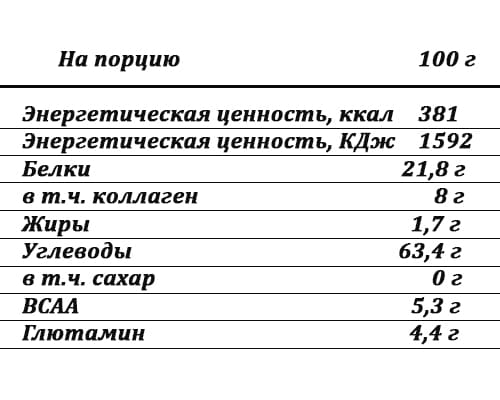 На порцию 100 г
Энергетическая ценность, ккал 381
Энергетическая ценность, КДж 1592
Белки 21,8 г
в т.ч. коллаген 8 г
Жиры 1,7 г
Углеводы 63,4 г
в т.ч. сахар 0 г
BCAA 5,3 г
Глютамин 4,4 г